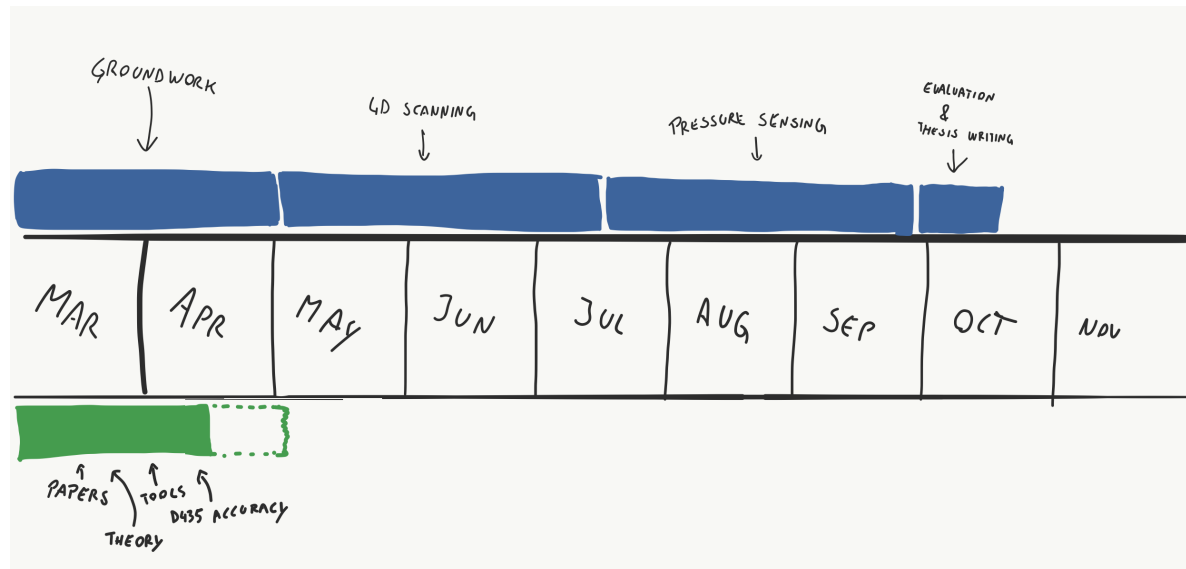 GROUNDWORK
4D SCANNING
PRESSURE SENSING
EVALUATION
&
THESIS WRITING
MAR
APR
MAY
JUN
JUL
AUG
SEP
OCT
NOV
PAPERS
THEORY
TOOLS
D435 ACCURACY